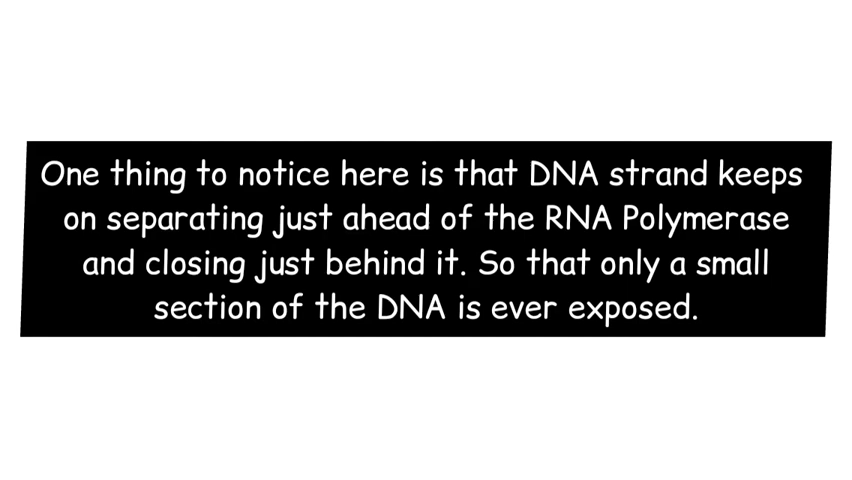 One thing to notice here is that DNA strand keeps
on separating just ahead of the RNA Polymerase
and closing just behind it. So that only a small
section of the DNA is ever exposed.